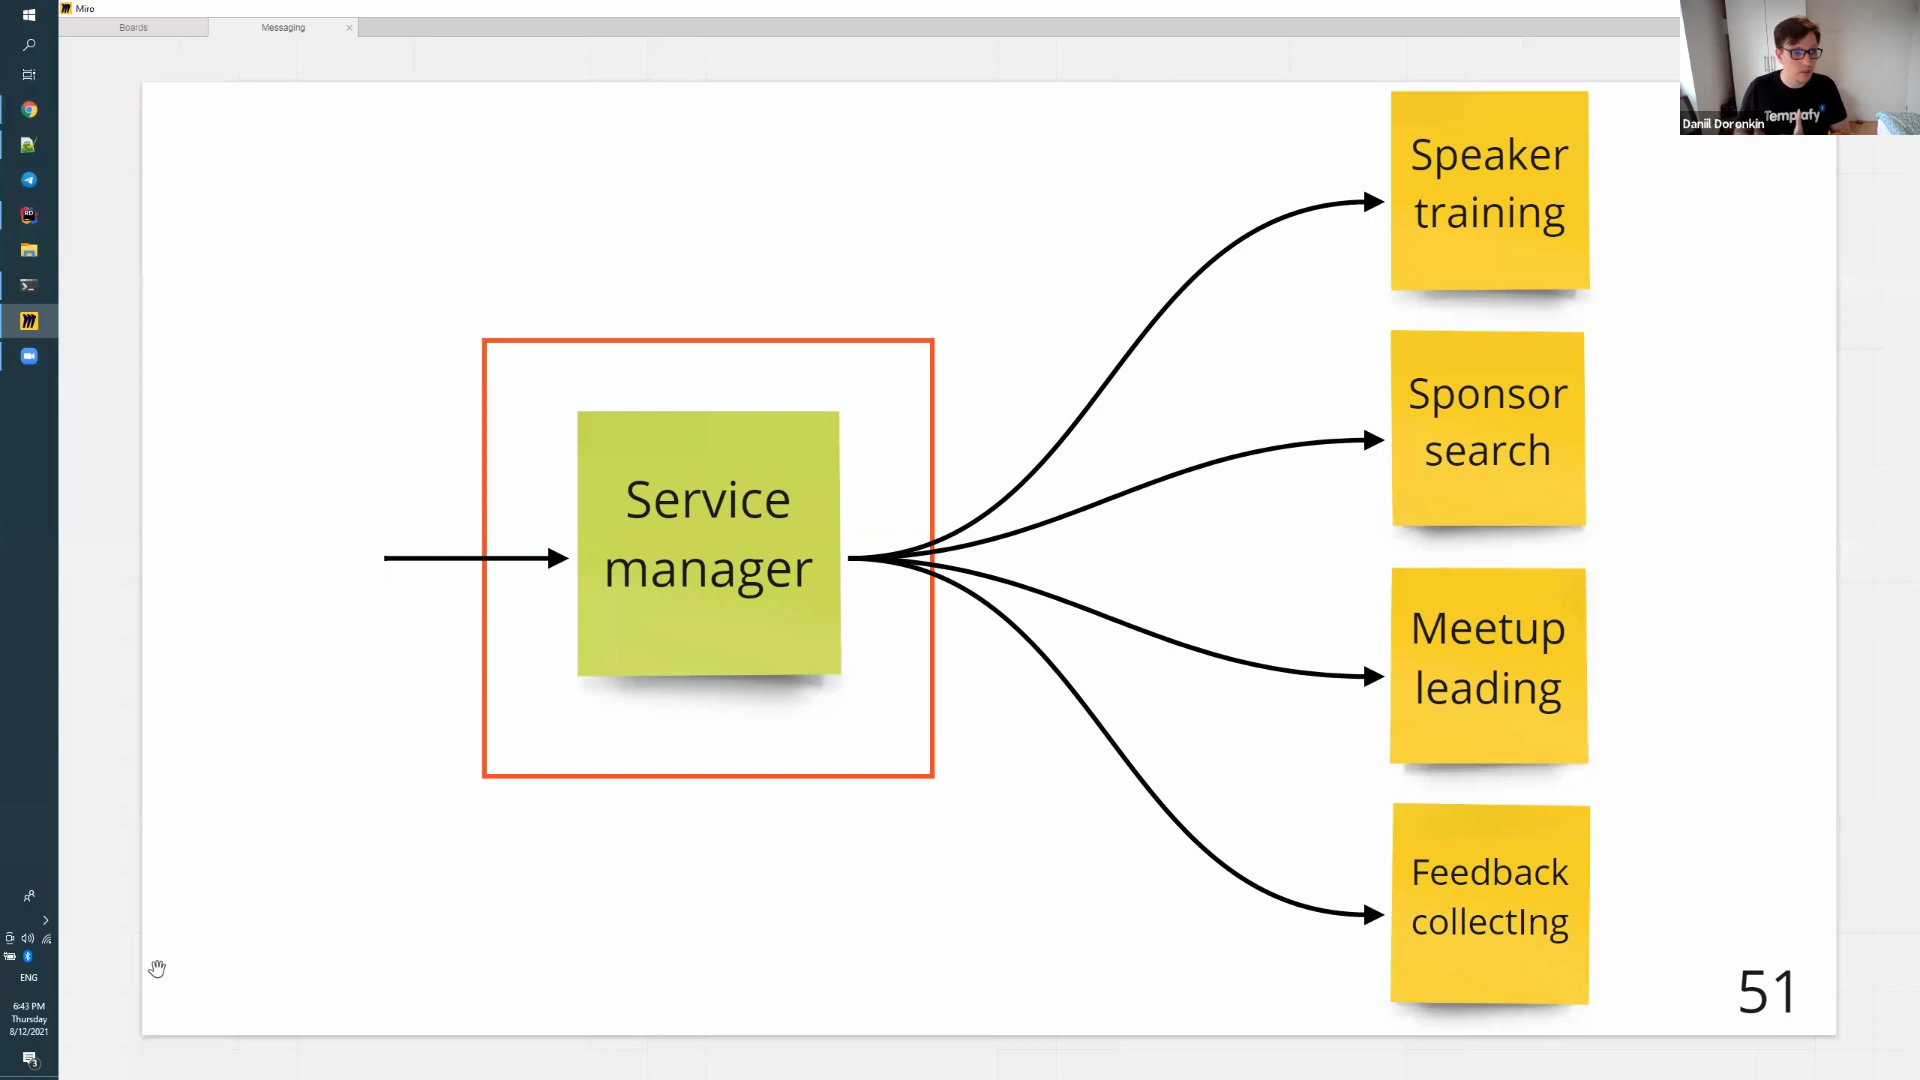 Miro
Boards
Messaging
Speaker
training
Sponsor
search
Service
manager
Meetup
leading
Feedback
collectIng
51
Daniil Doronkin
Templafy
ENG
6:43 PM
Thursday
8/12/2021
3